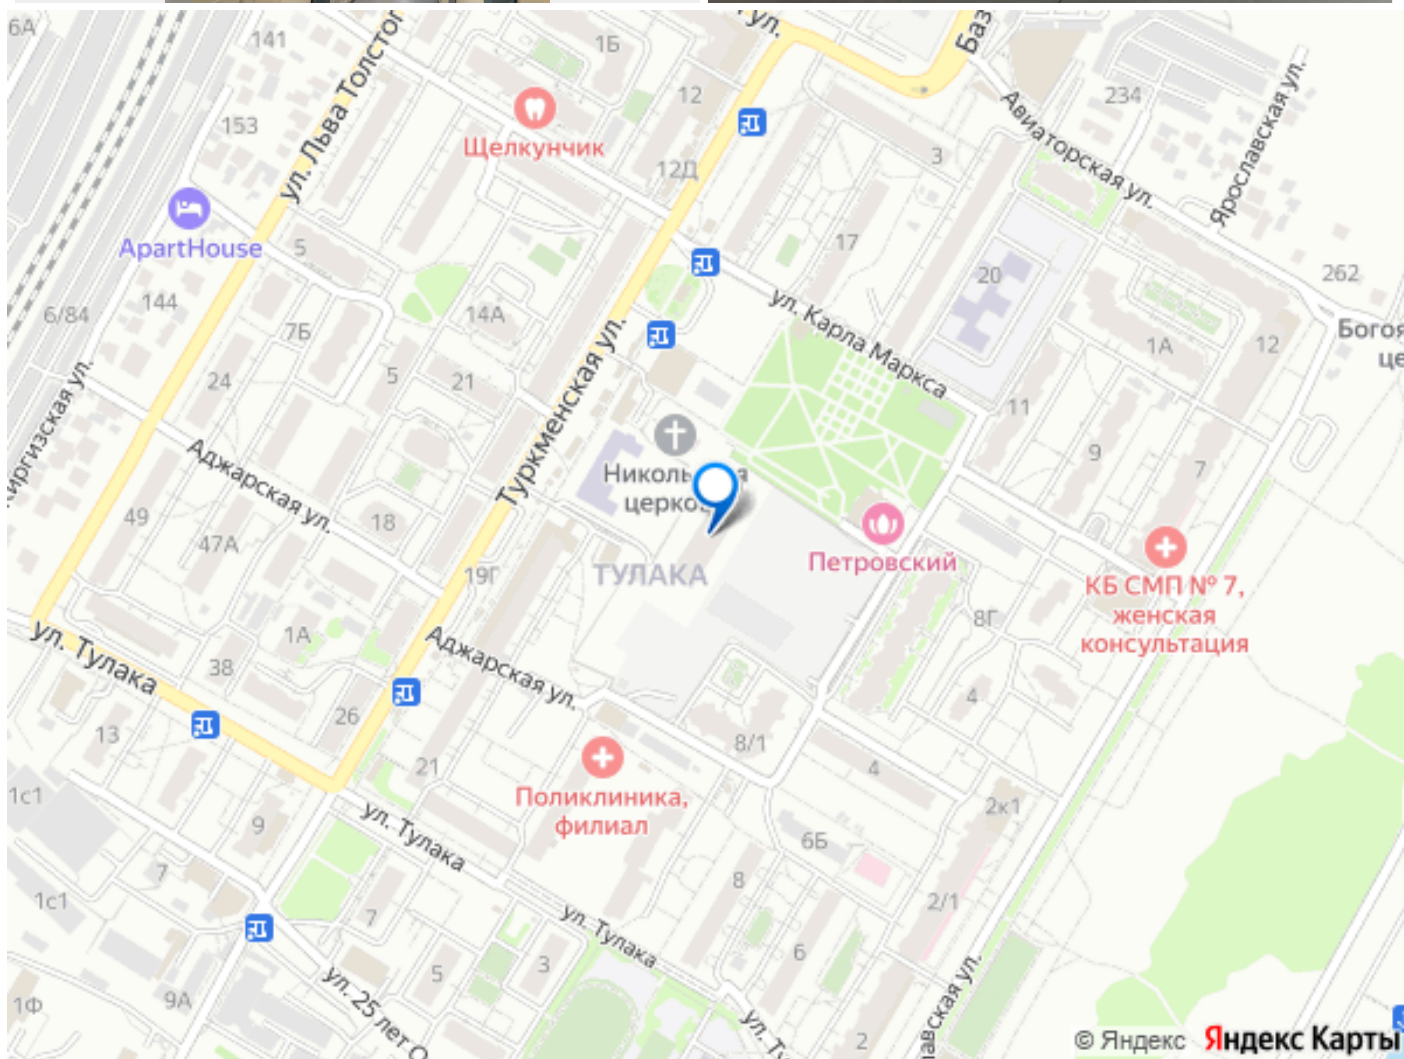 6А
141
1Б
ул.
Баз
ул. Льва Толстог
12
234
153
Авиаторская ул.
Щелкунчик
3
Ярославская ул.
12Д
ApartHouse
5
17
20
262
144
6/84
14А
ул. Карла Маркса
7Б
1А
12
Богоя
це
24
5
21
Туркменская ул.
11
иргизская ул.
Аджарская ул.
9
7
Николь я
церко
49
18
47А
19Г
ТУЛАКА
Петровский
КБ СМП № 7,
женская
консультация
8Г
ул. Тулака
1А
38
Аджарская ул.
4
26
13
8/1
21
4
1с1
Поликлиника,
филиал
2к1
ул. Тулака
9
6Б
7
8
2/1
1с1
7
ул. Тулака
6
5
3
ул. 25 лет О
1Ф
9А
ул. Ту
2
авская ул.
© Яндекс Яндекс Карты